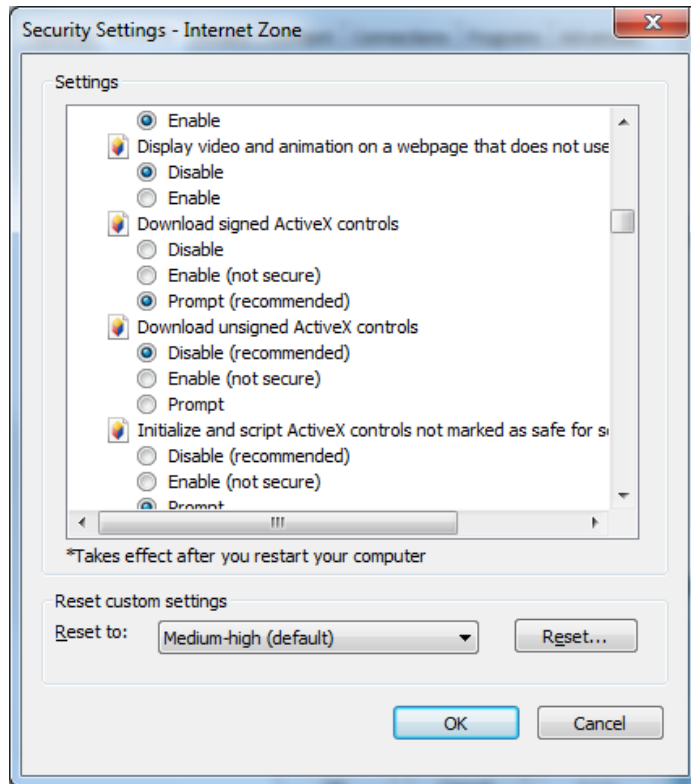 Security Settings - Internet Zone
Settings
Enable
Display video and animation on a webpage that does not use
Disable
Enable
Download signed ActiveX controls
Disable
Enable (not secure)
Prompt (recommended)
Download unsigned ActiveX controls
Disable (recommended)
Enable (not secure)
Prompt
Initialize and script ActiveX controls not marked as safe for
Disable (recommended)
Enable (not secure)
Prompt
*Takes effect after you restart your computer
Reset custom settings
Reset to:
Medium-high (default)
Reset...
OK
Cancel